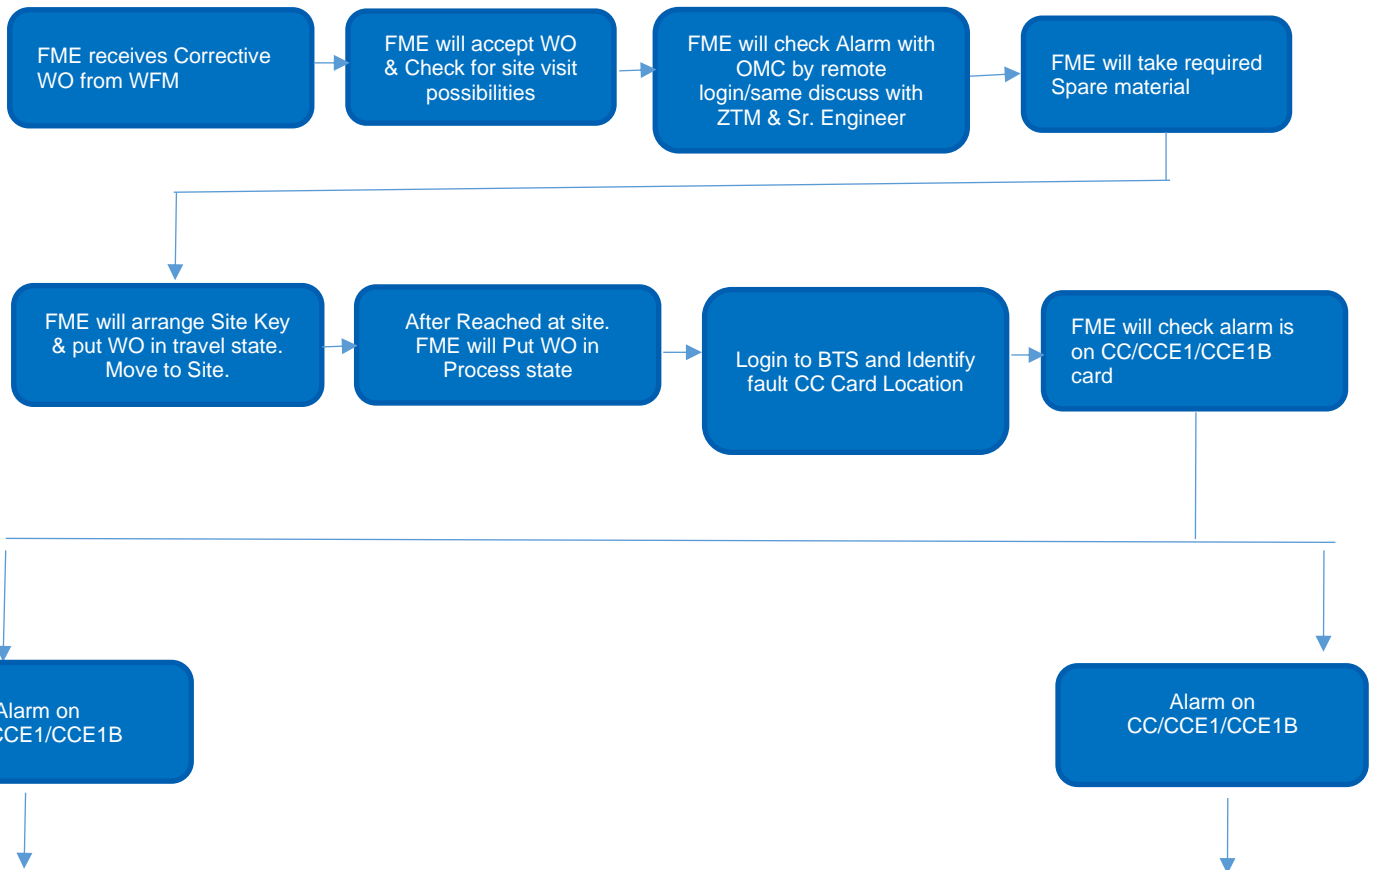 FME receives Corrective
WO from WFM
FME will accept WO
& Check for site visit
possibilities
FME will check Alarm with
OMC by remote
login/same discuss with
ZTM & Sr. Engineer
FME will take required
Spare material
FME will arrange Site Key
& put WO in travel state.
Move to Site.
After Reached at site.
FME will Put WO in
Process state
Login to BTS and Identify
fault CC Card Location
FME will check alarm is
on CC/CCE1/CCE1B
card
Alarm on
CCE1/CCE1B
Alarm on
CC/CCE1/CCE1B